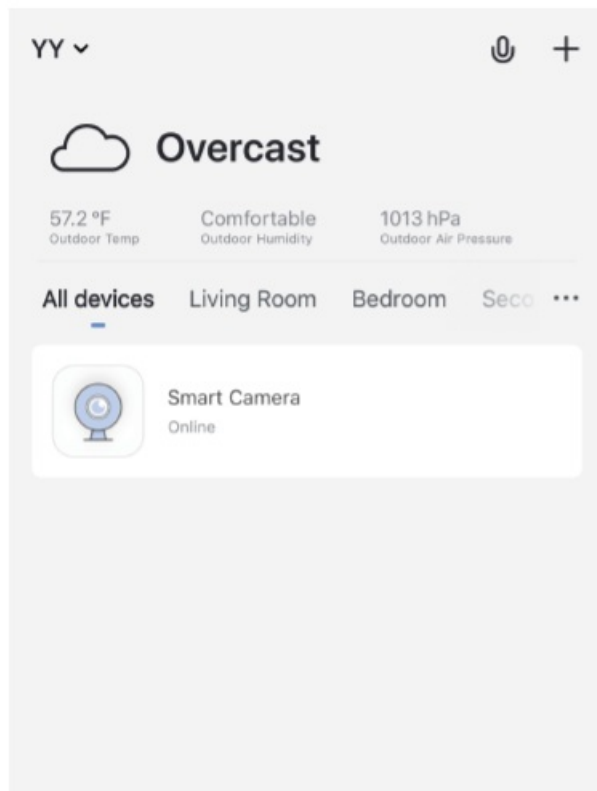 YY
Overcast
57.2 °F Comfortable 1013 hPa
Outdoor Temp Outdoor Humidity Outdoor Air Pressure
All devices Living Room Bedroom Seco ...
Smart Camera
Online